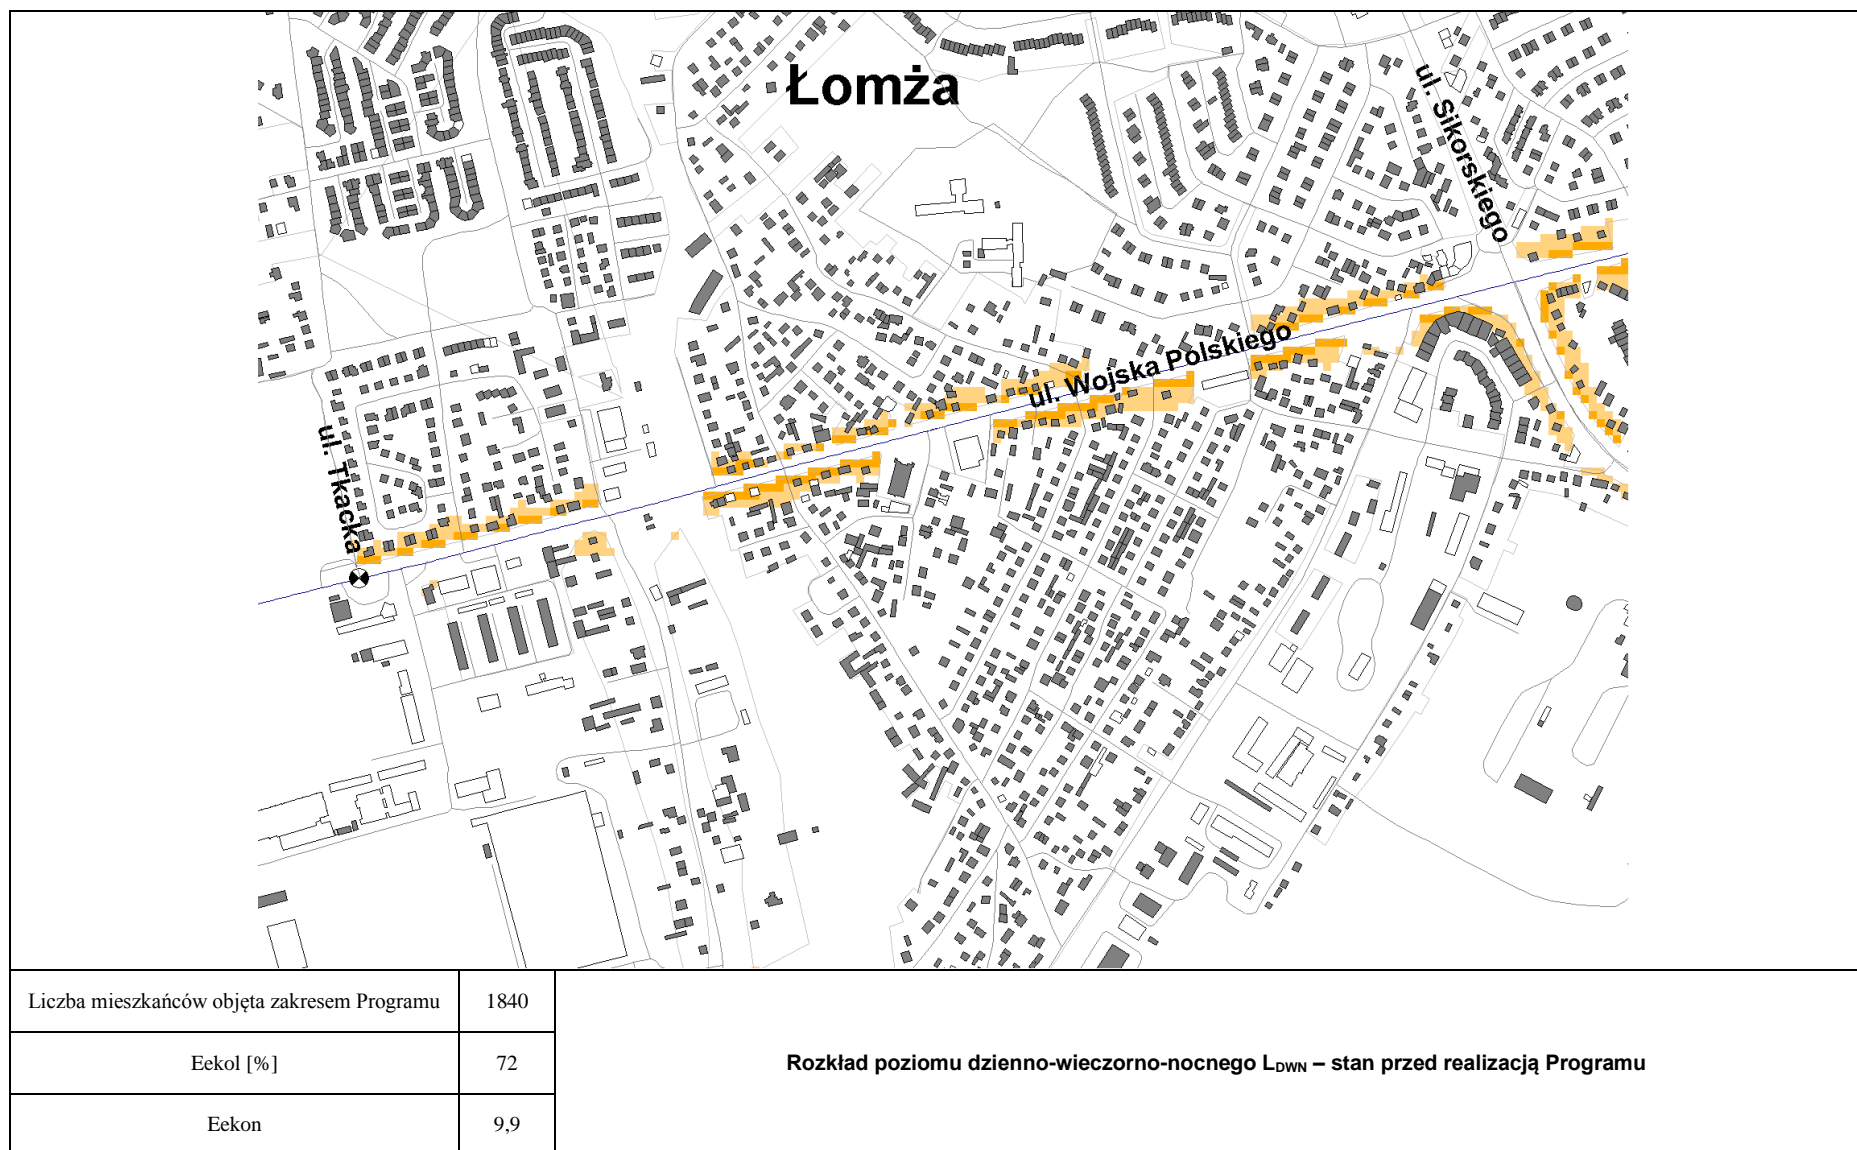 Łomża
ul. Sikorskiego
ul. Wojska Polskiego
ul. Tkacka
Liczba mieszkańców objęta zakresem Programu 1840
Eekol [%] 72
Rozkład poziomu dzienno-wieczorno-nocnego LDWN – stan przed realizacją Programu
Eekon 9,9